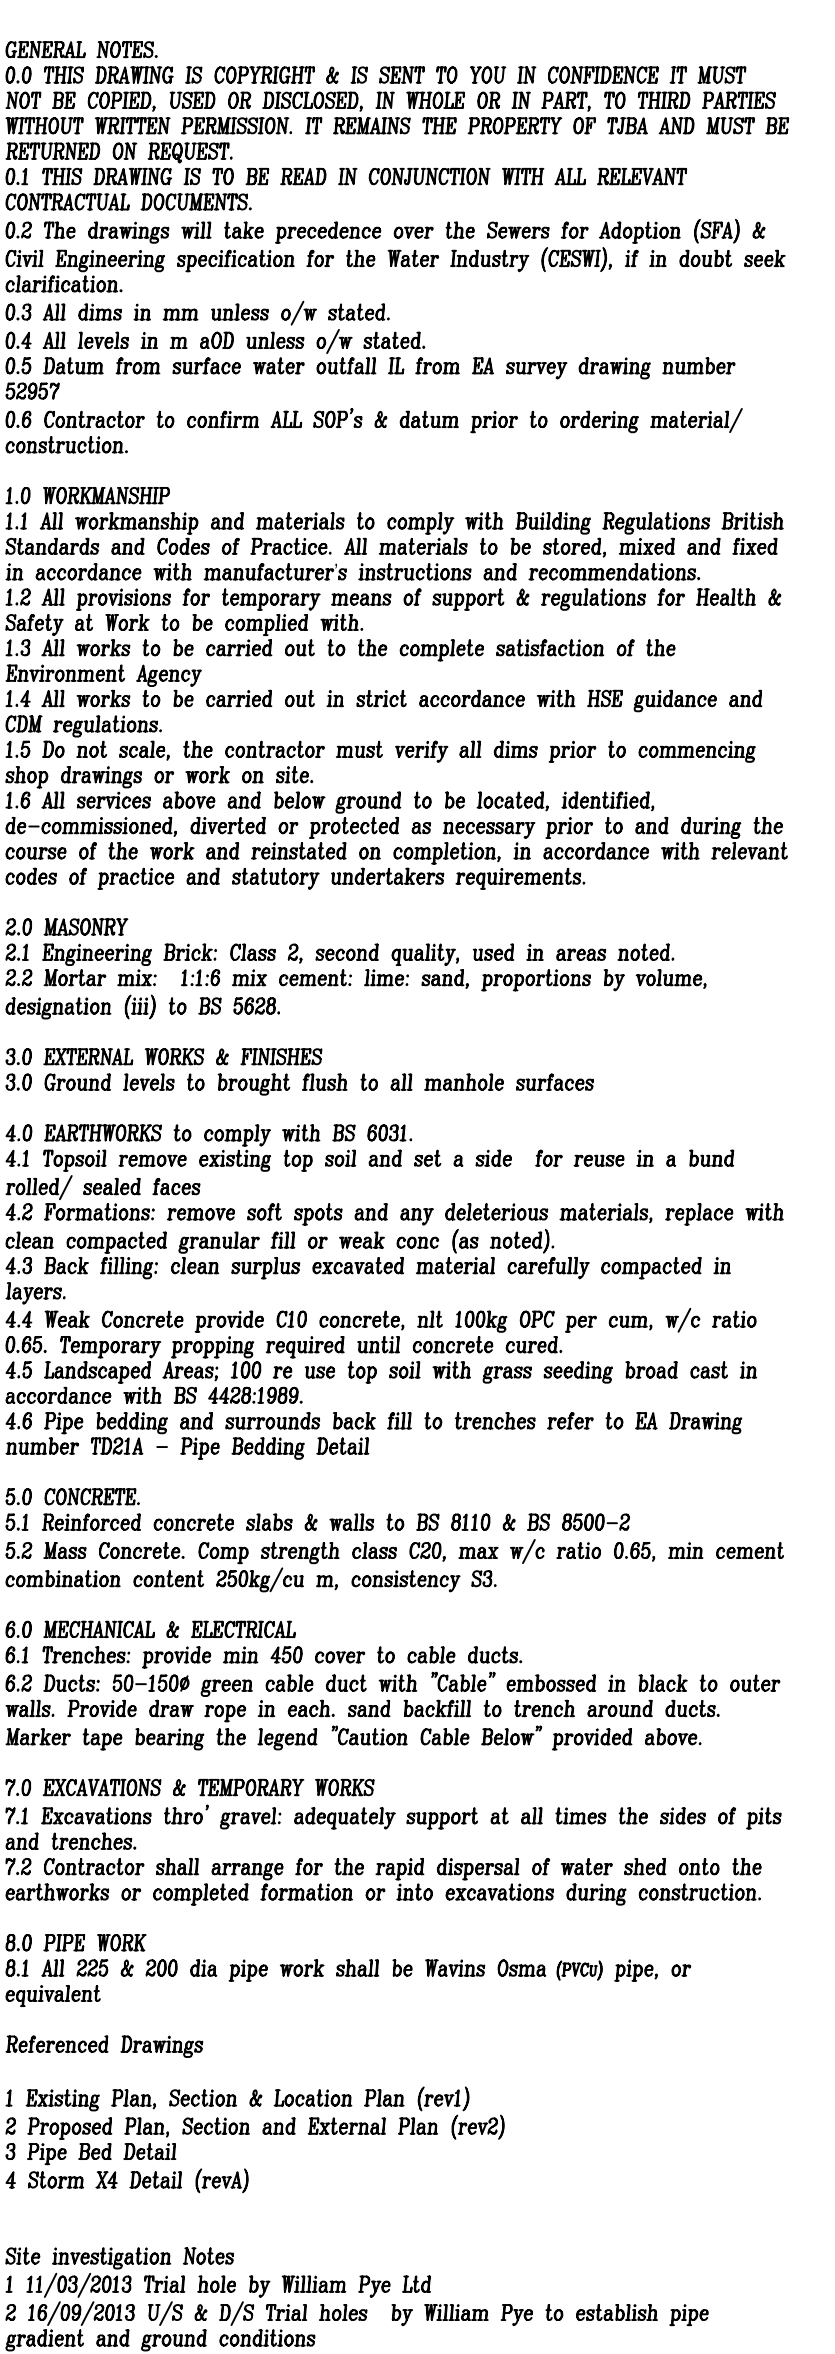 GENERAL NOTES.
0.0 THIS DRAWING IS COPYRIGHT & IS SENT TO YOU IN CONFIDENCE IT MUST
NOT BE COPIED, USED OR DISCLOSED, IN WHOLE OR IN PART, TO THIRD PARTIES
WITHOUT WRITTEN PERMISSION. IT REMAINS THE PROPERTY OF TJBA AND MUST BE
RETURNED ON REQUEST.
0.1 THIS DRAWING IS TO BE READ IN CONJUNCTION WITH ALL RELEVANT
CONTRACTUAL DOCUMENTS.
0.2 The drawings will take precedence over the Sewers for Adoption (SFA) &
Civil Engineering specification for the Water Industry (CESWI), if in doubt seek
clarification.
0.3 All dims in mm unless o/w stated.
0.4 All levels in m aOD unless o/w stated.
0.5 Datum from surface water outfall IL from EA survey drawing number
52957
0.6 Contractor to confirm ALL SOP's & datum prior to ordering material/
construction.

1.0 WORKMANSHIP
1.1 All workmanship and materials to comply with Building Regulations British
Standards and Codes of Practice. All materials to be stored, mixed and fixed
in accordance with manufacturer's instructions and recommendations.
1.2 All provisions for temporary means of support & regulations for Health &
Safety at Work to be complied with.
1.3 All works to be carried out to the complete satisfaction of the
Environment Agency
1.4 All works to be carried out in strict accordance with HSE guidance and
CDM regulations.
1.5 Do not scale, the contractor must verify all dims prior to commencing
shop drawings or work on site.
1.6 All services above and below ground to be located, identified,
de-commissioned, diverted or protected as necessary prior to and during the
course of the work and reinstated on completion, in accordance with relevant
codes of practice and statutory undertakers requirements.

2.0 MASONRY
2.1 Engineering Brick: Class 2, second quality, used in areas noted.
2.2 Mortar mix:  1:1:6 mix cement: lime: sand, proportions by volume,
designation (iii) to BS 5628.

3.0 EXTERNAL WORKS & FINISHES
3.0 Ground levels to brought flush to all manhole surfaces

4.0 EARTHWORKS to comply with BS 6031.
4.1 Topsoil remove existing top soil and set a side  for reuse in a bund
rolled/ sealed faces
4.2 Formations: remove soft spots and any deleterious materials, replace with
clean compacted granular fill or weak conc (as noted).
4.3 Back filling: clean surplus excavated material carefully compacted in
layers.
4.4 Weak Concrete provide C10 concrete, nlt 100kg OPC per cum, w/c ratio
0.65. Temporary propping required until concrete cured.
4.5 Landscaped Areas; 100 re use top soil with grass seeding broad cast in
accordance with BS 4428:1989.
4.6 Pipe bedding and surrounds back fill to trenches refer to EA Drawing
number TD21A - Pipe Bedding Detail

5.0 CONCRETE.
5.1 Reinforced concrete slabs & walls to BS 8110 & BS 8500-2
5.2 Mass Concrete. Comp strength class C20, max w/c ratio 0.65, min cement
combination content 250kg/cu m, consistency S3.

6.0 MECHANICAL & ELECTRICAL
6.1 Trenches: provide min 450 cover to cable ducts.
6.2 Ducts: 50-150ø green cable duct with "Cable" embossed in black to outer
walls. Provide draw rope in each. sand backfill to trench around ducts.
Marker tape bearing the legend "Caution Cable Below" provided above.

7.0 EXCAVATIONS & TEMPORARY WORKS
7.1 Excavations thro' gravel: adequately support at all times the sides of pits
and trenches.
7.2 Contractor shall arrange for the rapid dispersal of water shed onto the
earthworks or completed formation or into excavations during construction.

8.0 PIPE WORK
8.1 All 225 & 200 dia pipe work shall be Wavins Osma (PVCu) pipe, or
equivalent

Referenced Drawings

1 Existing Plan, Section & Location Plan (rev1)
2 Proposed Plan, Section and External Plan (rev2)
3 Pipe Bed Detail
4 Storm X4 Detail (revA)

Site investigation Notes
1 11/03/2013 Trial hole by William Pye Ltd
2 16/09/2013 U/S & D/S Trial holes  by William Pye to establish pipe
gradient and ground conditions